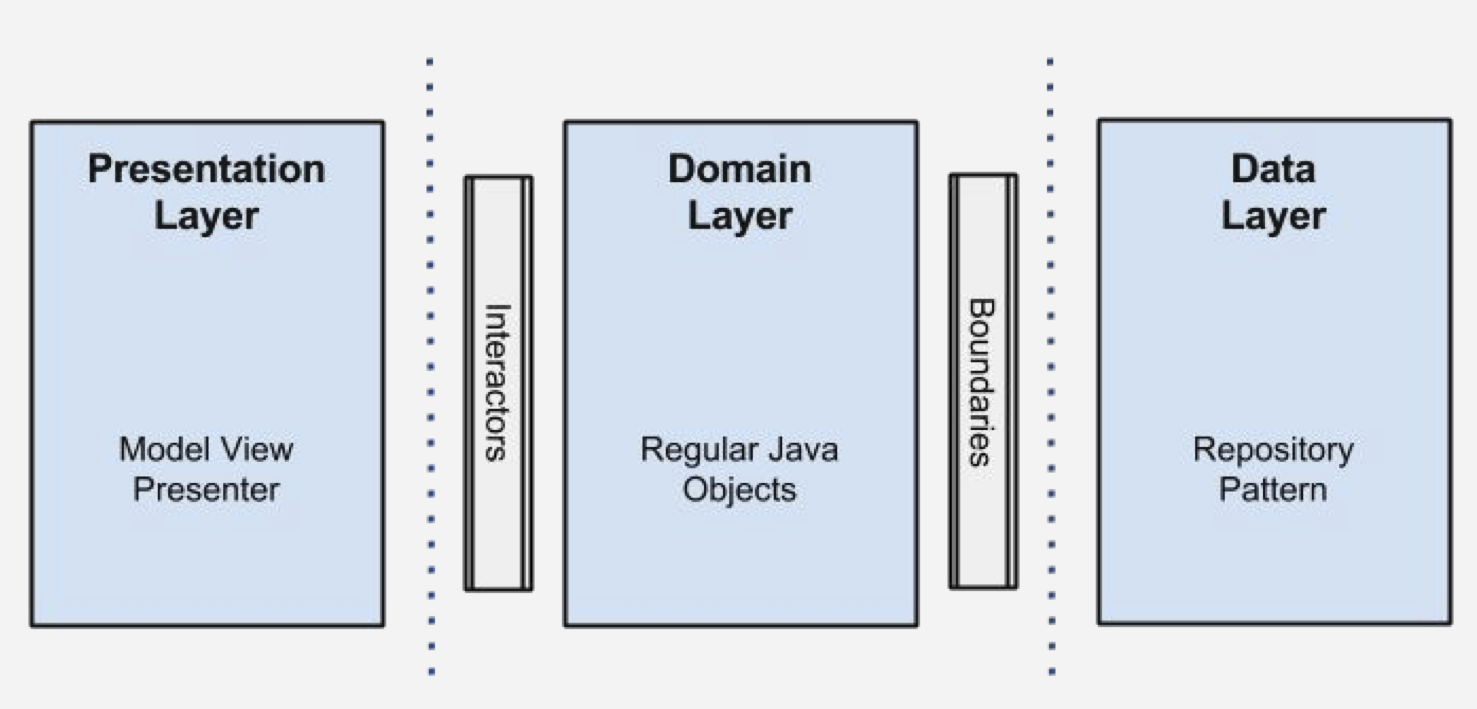 Presentation
Layer
Model View
Presenter
Interactors
Domain
Layer
Regular Java
Objects
Boundaries
Data
Layer
Repository
Pattern